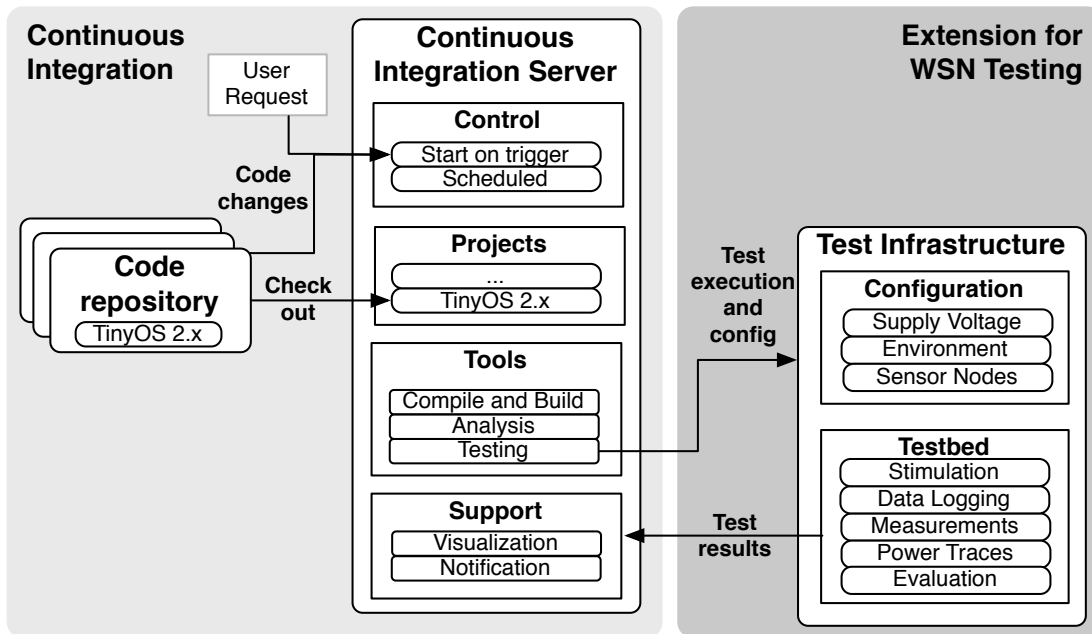 Continuous
Integration
User
Request
Code
changes
Code
repository
TinyOS 2.x
Check
out
Continuous
Integration Server
Control
Start on trigger
Scheduled
Projects
...
TinyOS 2.x
Tools
Compile and Build
Analysis
Testing
Support
Visualization
Notification
Extension for
WSN Testing
Test
execution
and
config
Test
results
Test Infrastructure
Configuration
Supply Voltage
Environment
Sensor Nodes
Testbed
Stimulation
Data Logging
Measurements
Power Traces
Evaluation